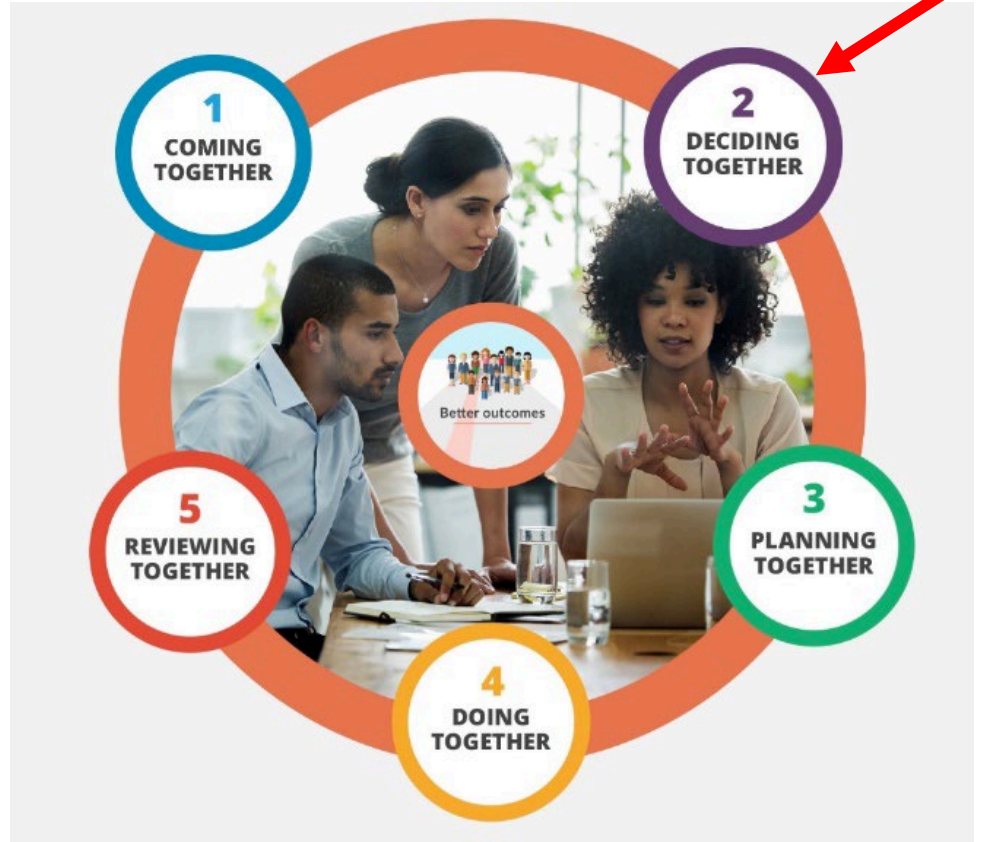 1
COMING
TOGETHER
2
DECIDING
TOGETHER
3
PLANNING
TOGETHER
4
DOING
TOGETHER
5
REVIEWING
TOGETHER
Better outcomes